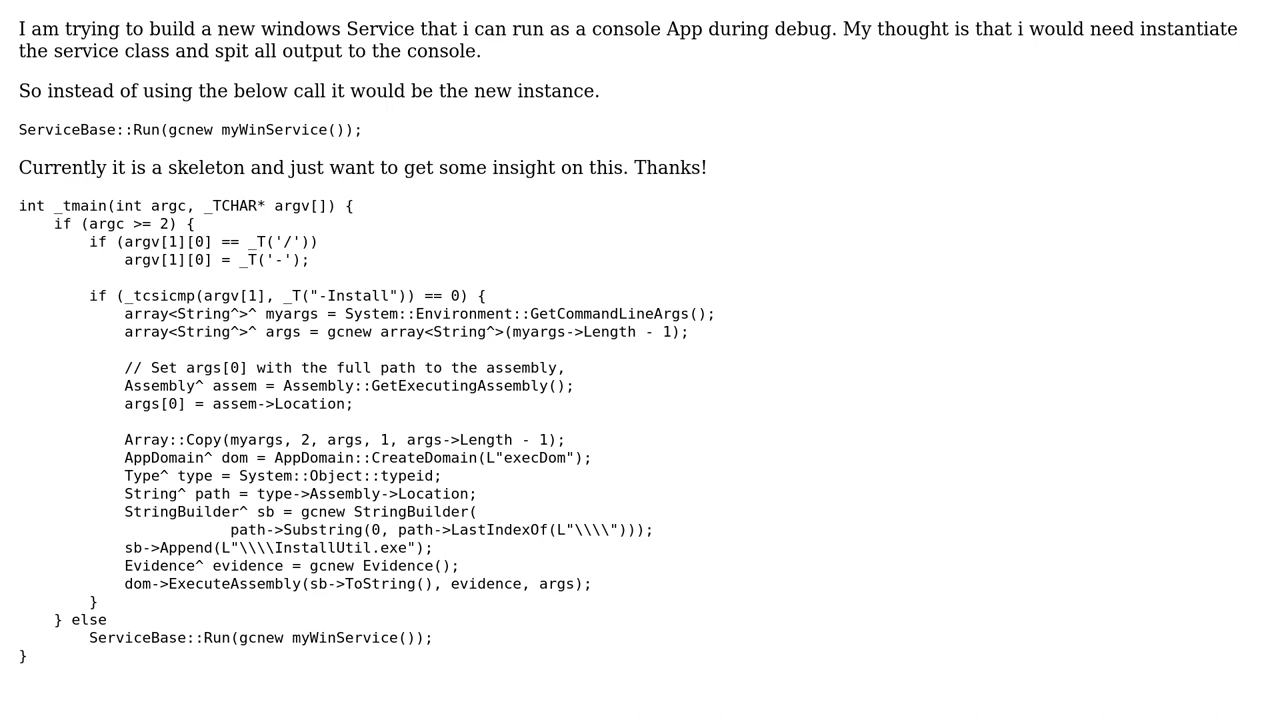 I am trying to build a new windows Service that i can run as a console App during debug. My thought is that i would need instantiate
the service class and spit all output to the console.
So instead of using the below call it would be the new instance.
ServiceBase::Run(gcnew myWinService());
Currently it is a skeleton and just want to get some insight on this. Thanks!
int _tmain(int argc, _TCHAR* argv[]) {
    if (argc >= 2) {
        if (argv[1][0] == _T('/'))
            argv[1][0] = _T('-');

        if (_tcsicmp(argv[1], _T("-Install")) == 0) {
            array<String^>^ myargs = System::Environment::GetCommandLineArgs();
            array<String^>^ args = gcnew array<String^>(myargs->Length - 1);

            // Set args[0] with the full path to the assembly,
            Assembly^ assem = Assembly::GetExecutingAssembly();
            args[0] = assem->Location;

            Array::Copy(myargs, 2, args, 1, args->Length - 1);
            AppDomain^ dom = AppDomain::CreateDomain(L"execDom");
            Type^ type = System::Object::typeid;
            String^ path = type->Assembly->Location;
            StringBuilder^ sb = gcnew StringBuilder(
                        path->Substring(0, path->LastIndexOf(L"\\\\")));
            sb->Append(L"\\\\InstallUtil.exe");
            Evidence^ evidence = gcnew Evidence();
            dom->ExecuteAssembly(sb->ToString(), evidence, args);
        }
    } else
        ServiceBase::Run(gcnew myWinService());
}